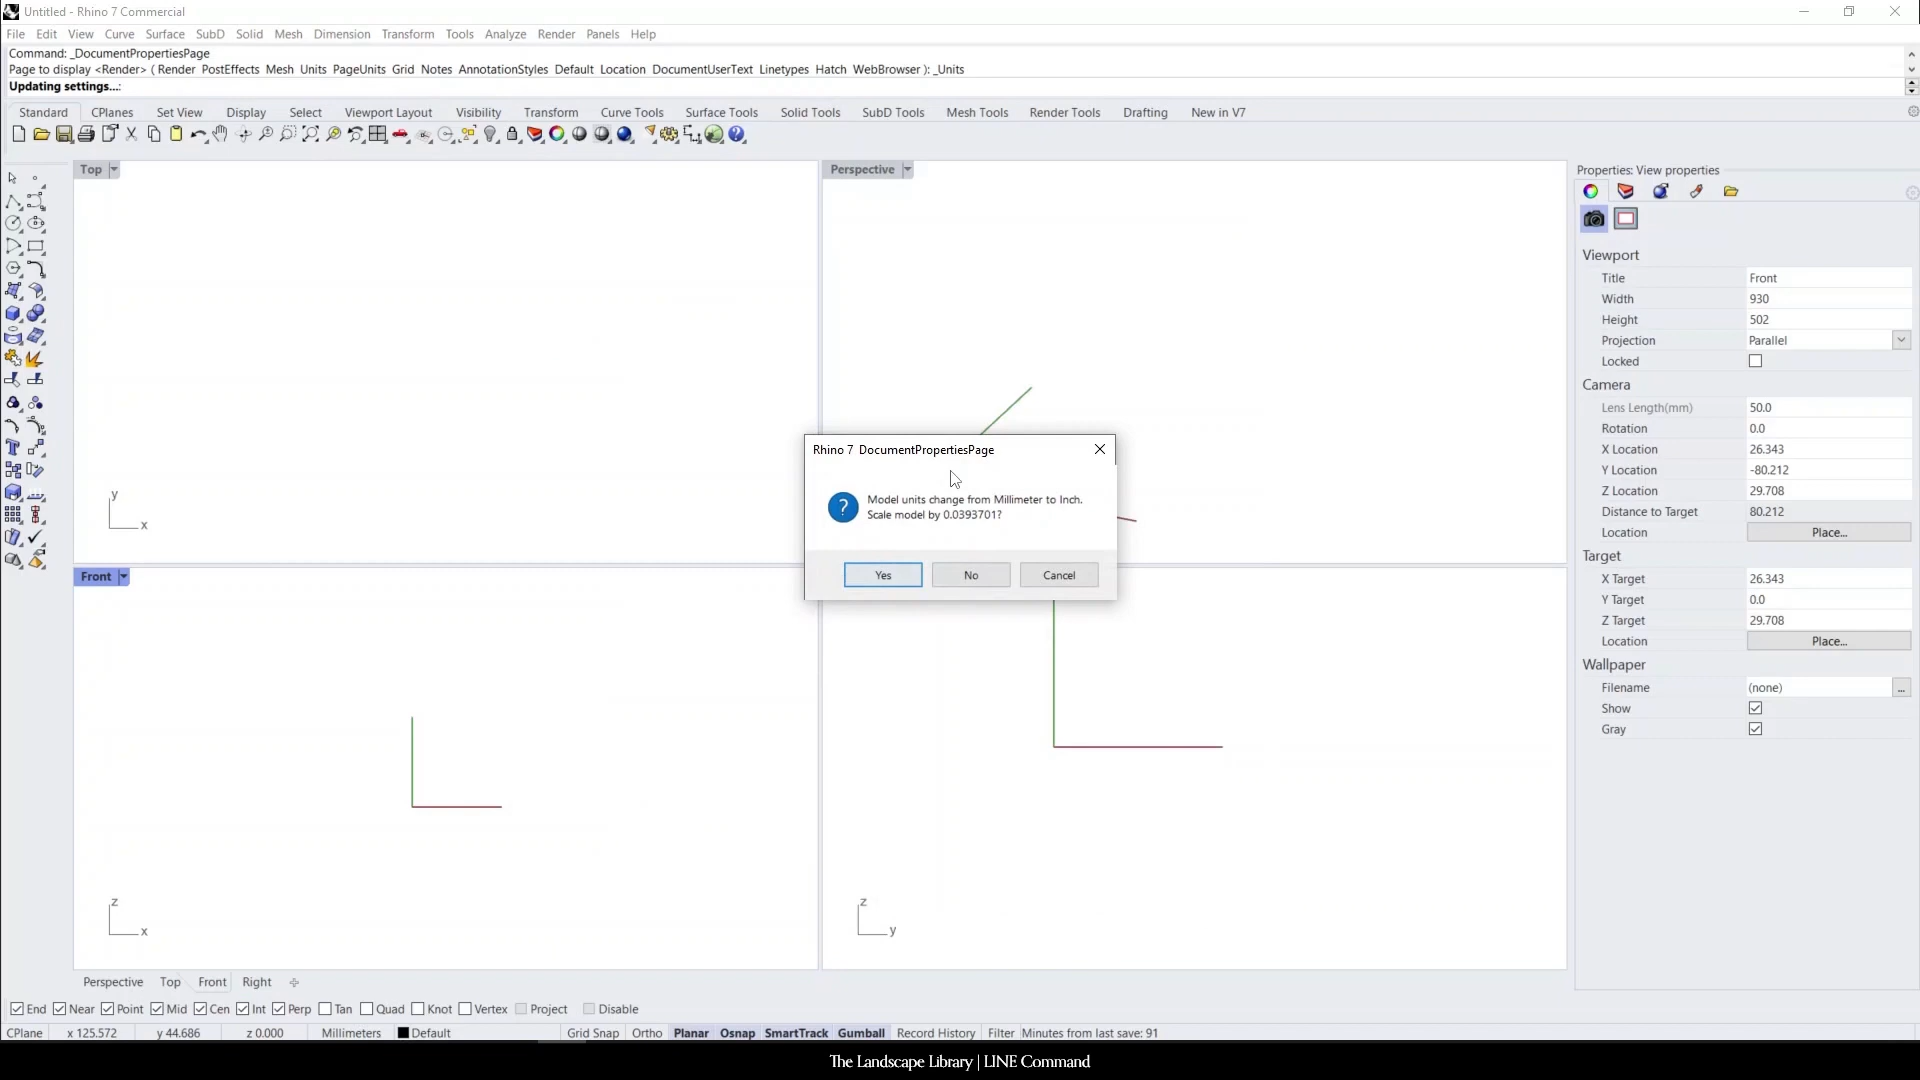 Untitled - Rhino 7 Commercial
File Edit View Curve Surface SubD Solid Mesh Dimension Transform Tools Analyze Render Panels Help
Command: _DocumentPropertiesPage
Page to display <Render> ( Render PostEffects Mesh Units PageUnits Grid Notes AnnotationStyles Default Location DocumentUserText Linetypes Hatch WebBrowser ): _Units
Updating settings...:
Standard CPlanes Set View Display Select Viewport Layout Visibility Transform Curve Tools Surface Tools Solid Tools SubD Tools Mesh Tools Render Tools Drafting New in V7
Top
Perspective
Properties: View properties
Viewport
Title Front
Width 930
Height 502
Projection Parallel
Locked
Camera
Lens Length(mm) 50.0
Rotation 0.0
X Location 26.343
Y Location -80.212
Z Location 29.708
Distance to Target 80.212
Location Place...
Target
X Target 26.343
Y Target 0.0
Z Target 29.708
Location Place...
Wallpaper
Filename (none) ...
Show
Gray
Rhino 7 DocumentPropertiesPage
?
Model units change from Millimeter to Inch.
Scale model by 0.0393701?
Yes No Cancel
y
x
Front
z
x
z
y
Perspective Top Front Right
End Near Point Mid Cen Int Perp Tan Quad Knot Vertex Project Disable
CPlane x 125.572 y 44.686 z 0.000 Millimeters Default Grid Snap Ortho Planar Osnap SmartTrack Gumball Record History Filter Minutes from last save: 91
The Landscape Library | LINE Command